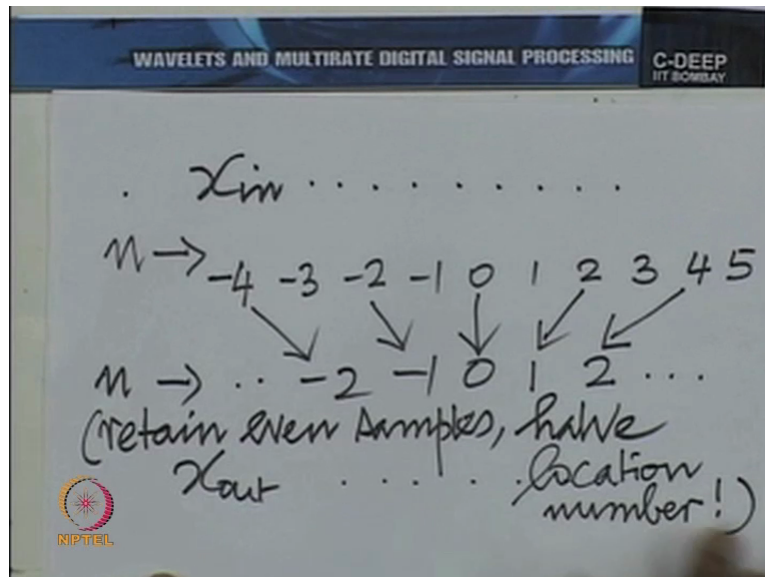 WAVELETS AND MULTIRATE DIGITAL SIGNAL PROCESSING
C-DEEP
IIT BOMBAY
. Xin . . . . . . . . . .
n → -4 -3 -2 -1 0 1 2 3 4 5
n → .. -2 -1 0 1 2 ...
(retain even samples, halve
Xout . . . . . . location
number!)
NPTEL